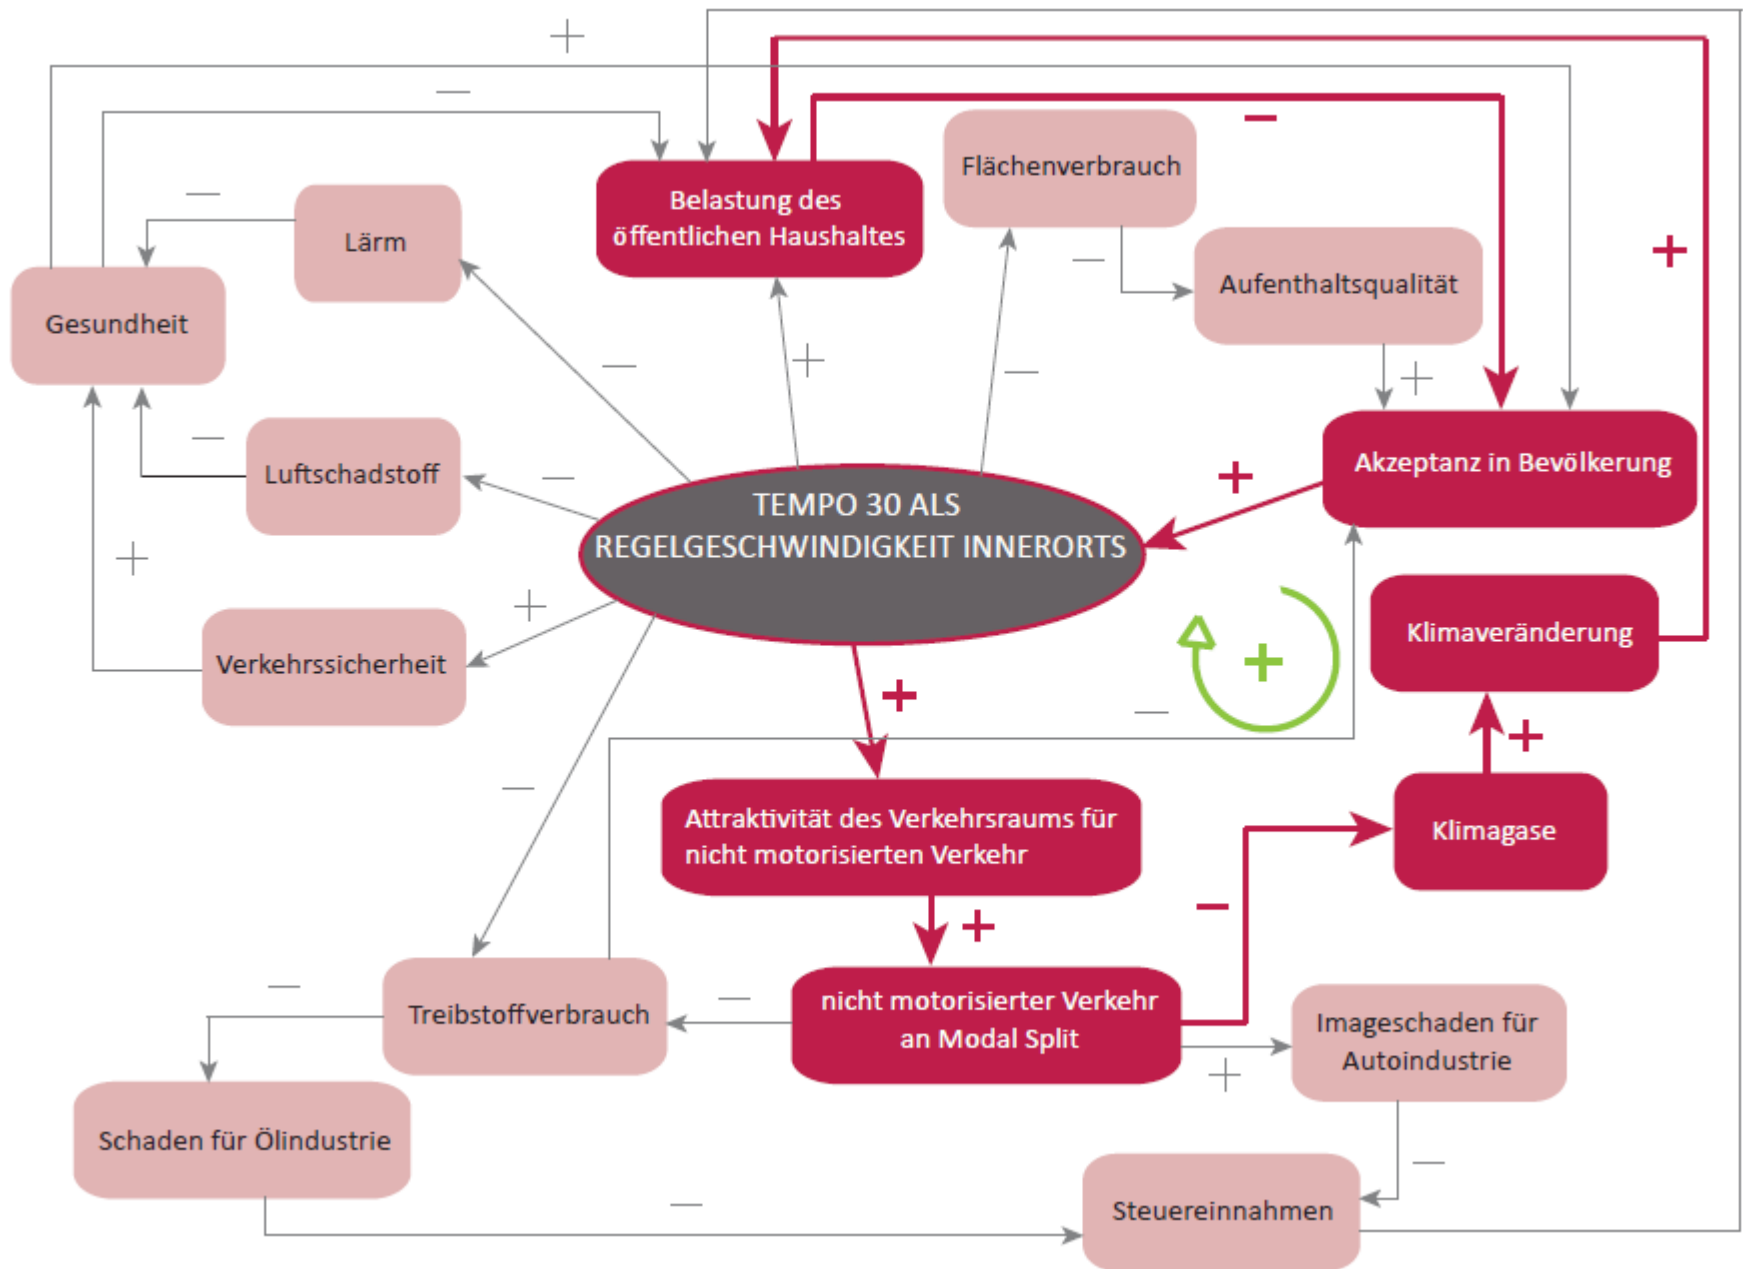 +
−
−
Belastung des
öffentlichen Haushaltes
Flächenverbrauch
−
Lärm
+
−
Aufenthaltsqualität
Gesundheit
+
−
−
+
−
Luftschadstoff
−
Akzeptanz in Bevölkerung
+
TEMPO 30 ALS
REGELGESCHWINDIGKEIT INNERORTS
+
+
Verkehrssicherheit
Klimaveränderung
+
+
−
+
−
Attraktivität des Verkehrsraums für
nicht motorisierten Verkehr
Klimagase
−
+
−
−
Treibstoffverbrauch
nicht motorisierter Verkehr
an Modal Split
Imageschaden für
Autoindustrie
+
Schaden für Ölindustrie
−
−
Steuereinnahmen